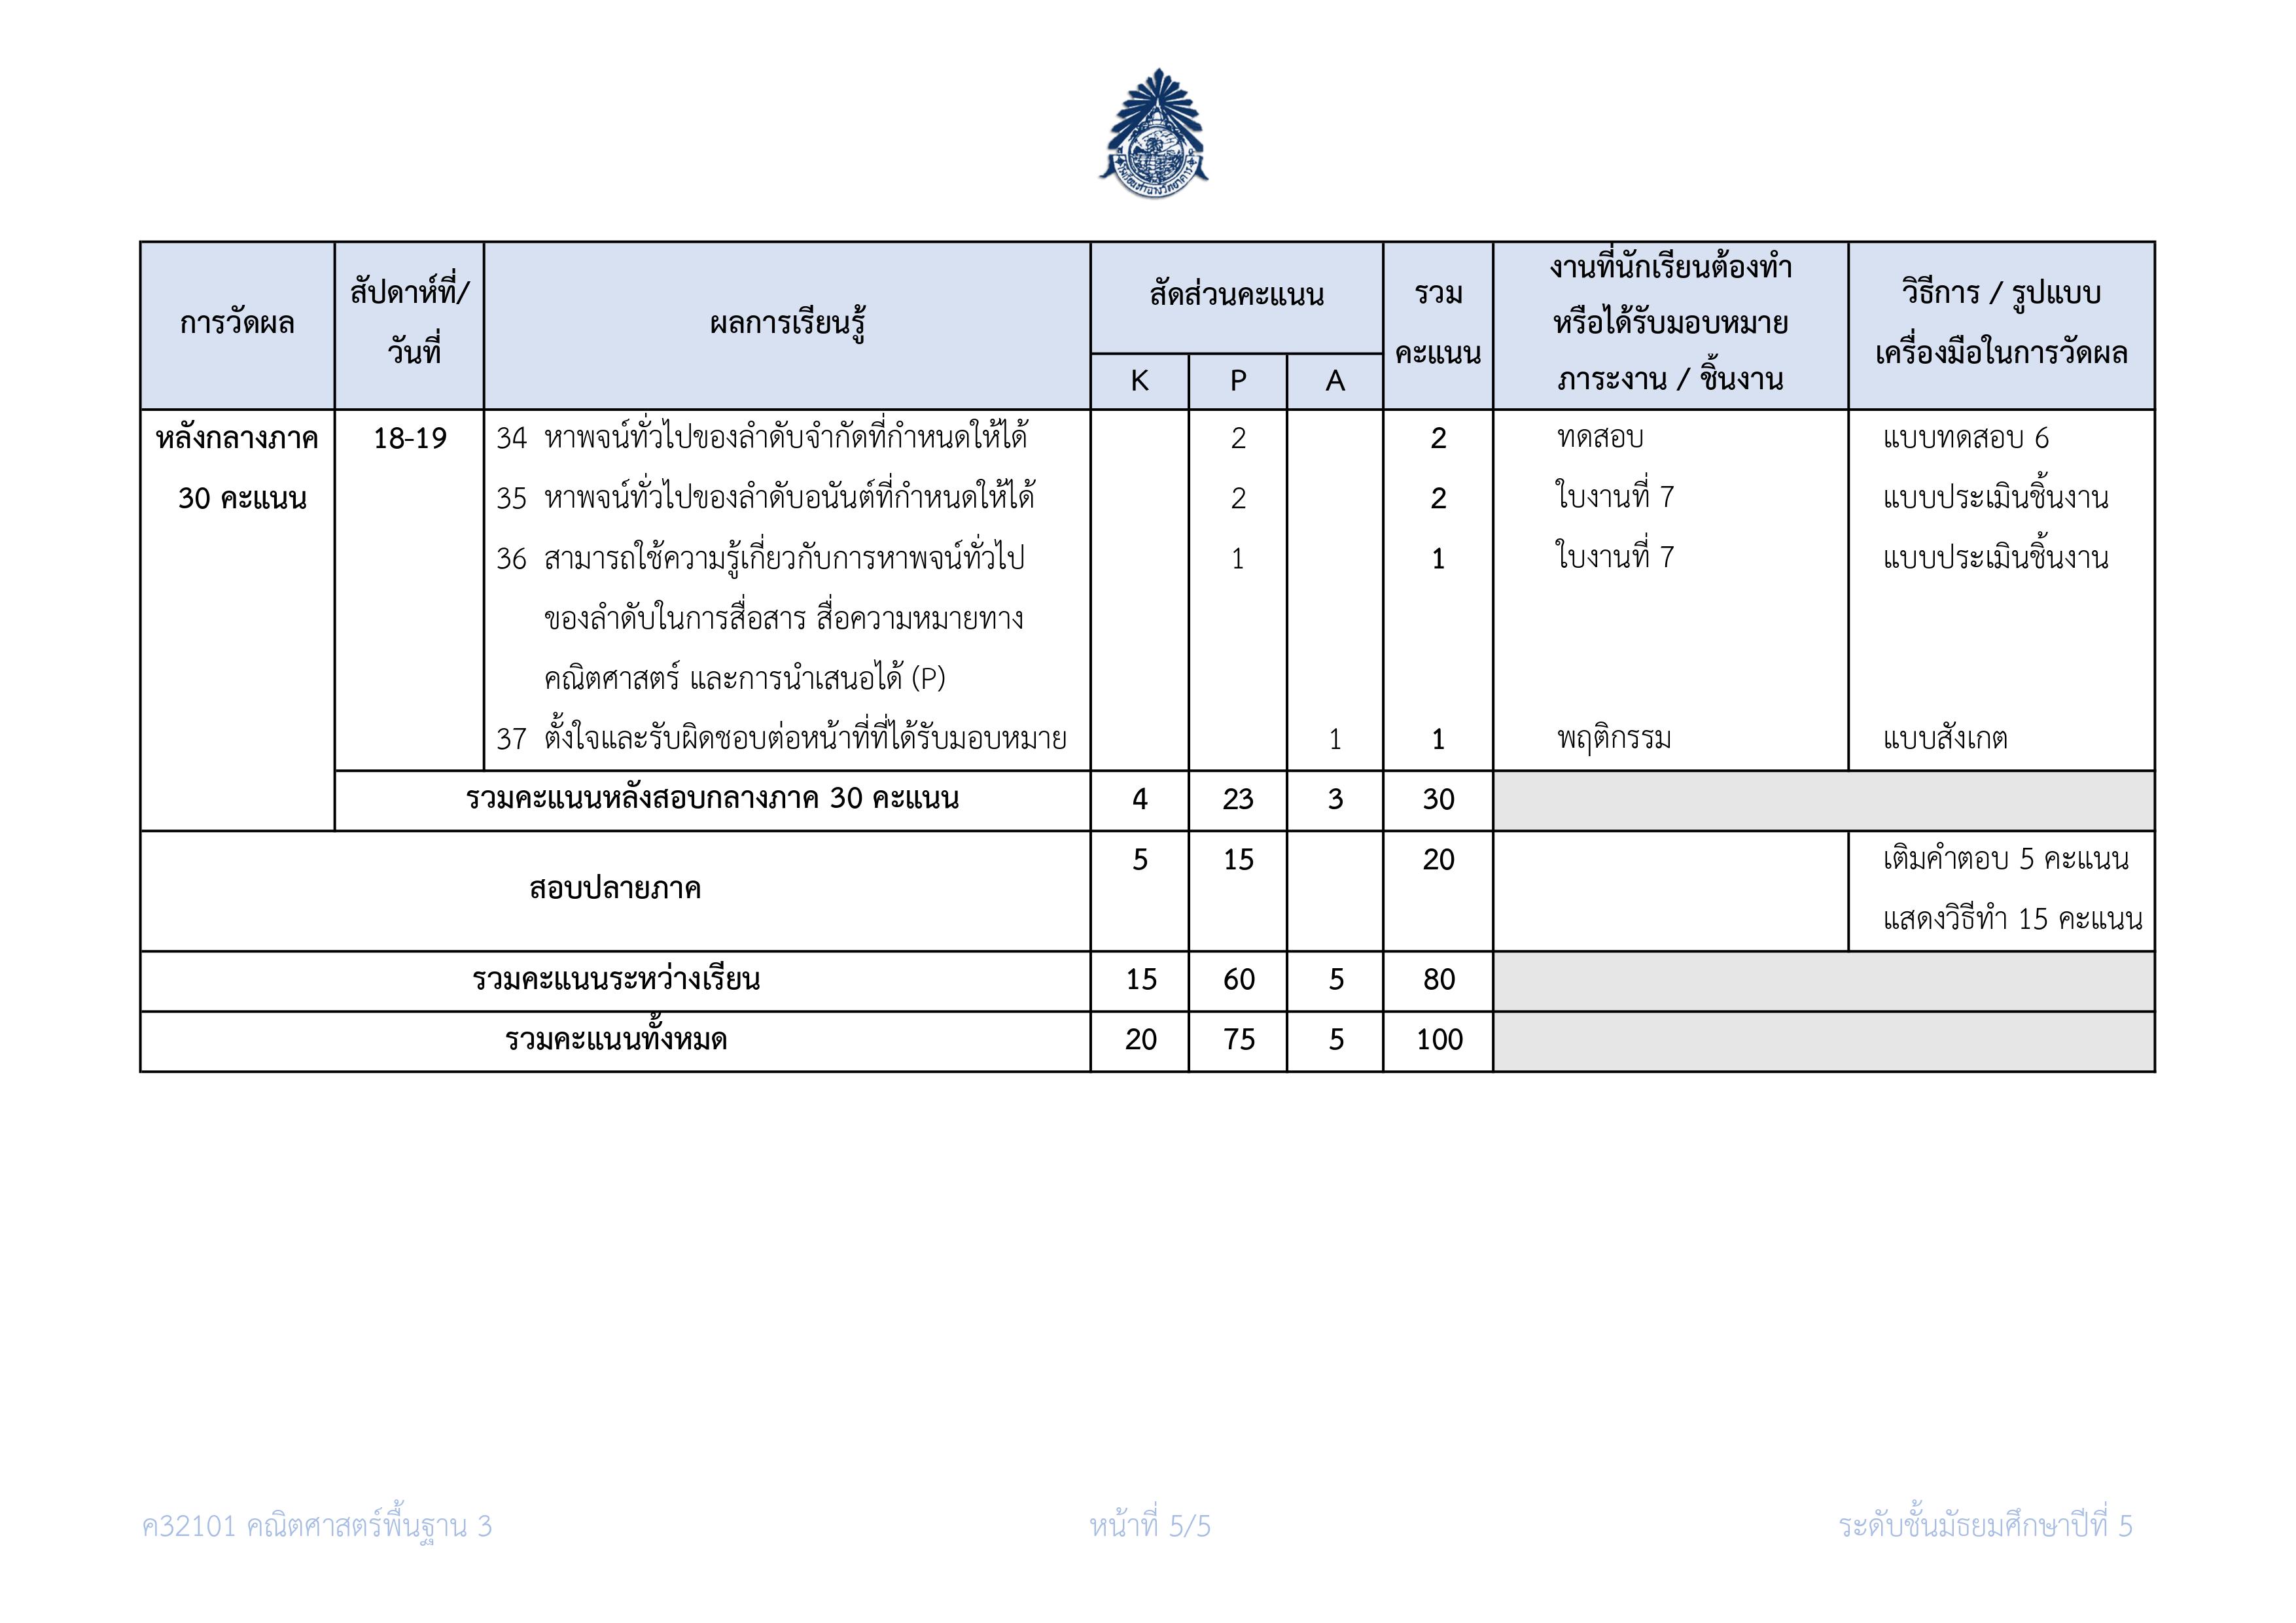 โรงเรียนสำอางวิทยาคาร
การวัดผล
สัปดาห์ที่/
วันที่
ผลการเรียนรู้
สัดส่วนคะแนน
K P A
รวม
คะแนน
งานที่นักเรียนต้องทำ
หรือได้รับมอบหมาย
ภาระงาน / ชิ้นงาน
วิธีการ / รูปแบบ
เครื่องมือในการวัดผล
หลังกลางภาค
30 คะแนน
18-19
34 หาพจน์ทั่วไปของลำดับจำกัดที่กำหนดให้ได้ 2 2 ทดสอบ แบบทดสอบ 6
35 หาพจน์ทั่วไปของลำดับอนันต์ที่กำหนดให้ได้ 2 2 ใบงานที่ 7 แบบประเมินชิ้นงาน
36 สามารถใช้ความรู้เกี่ยวกับการหาพจน์ทั่วไป 1 1 ใบงานที่ 7 แบบประเมินชิ้นงาน
ของลำดับในการสื่อสาร สื่อความหมายทาง
คณิตศาสตร์ และการนำเสนอได้ (P)
37 ตั้งใจและรับผิดชอบต่อหน้าที่ที่ได้รับมอบหมาย 1 1 พฤติกรรม แบบสังเกต
รวมคะแนนหลังสอบกลางภาค 30 คะแนน 4 23 3 30
สอบปลายภาค 5 15 20
เติมคำตอบ 5 คะแนน
แสดงวิธีทำ 15 คะแนน
รวมคะแนนระหว่างเรียน 15 60 5 80
รวมคะแนนทั้งหมด 20 75 5 100
ค32101 คณิตศาสตร์พื้นฐาน 3 หน้าที่ 5/5 ระดับชั้นมัธยมศึกษาปีที่ 5